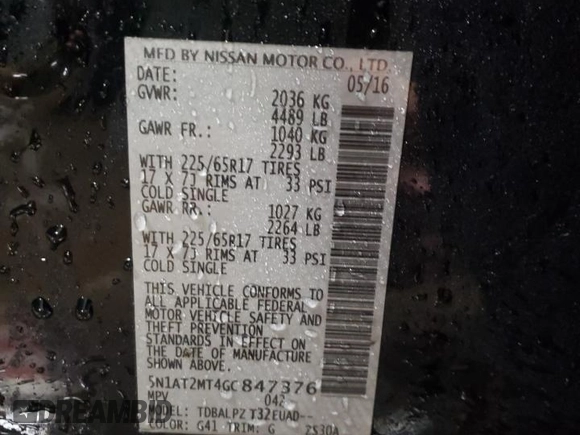 MFD BY NISSAN MOTOR CO., LTD.
DATE: 05/16
GVWR: 2036 KG
4489 LB
GAWR FR.: 1040 KG
2293 LB
WITH 225/65R17 TIRES
17 X 7J RIMS AT 33 PSI
COLD SINGLE
GAWR RR.: 1027 KG
2264 LB
WITH 225/65R17 TIRES
17 X 7J RIMS AT 33 PSI
COLD SINGLE
THIS VEHICLE CONFORMS TO
ALL APPLICABLE FEDERAL
MOTOR VEHICLE SAFETY AND
THEFT PREVENTION
STANDARDS IN EFFECT ON
THE DATE OF MANUFACTURE
SHOWN ABOVE.
5N1AT2MT4GC847376
MPV 042
MODEL: TDBALPZ T32EUAD--
COLOR: G41 TRIM: G 2530A
DREAMBID